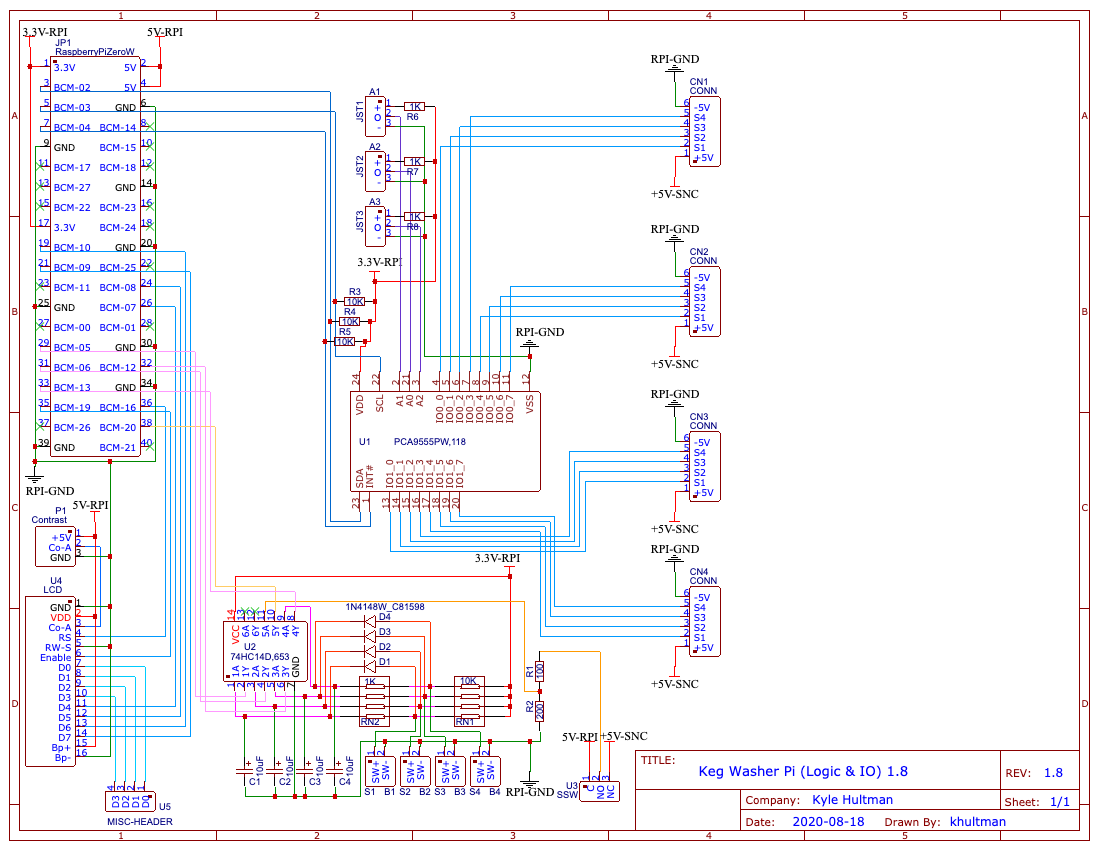 1 2 3 4 5
3.3V-RPI 5V-RPI
JP1
RaspberryPiZeroW
1 3.3V 5V 2
3 BCM-02 5V 4
5 BCM-03 GND 6
7 BCM-04 BCM-14 8
9 GND BCM-15 10
11 BCM-17 BCM-18 12
13 BCM-27 GND 14
15 BCM-22 BCM-23 16
17 3.3V BCM-24 18
19 BCM-10 GND 20
21 BCM-09 BCM-25 22
23 BCM-11 BCM-08 24
25 GND BCM-07 26
27 BCM-00 BCM-01 28
29 BCM-05 GND 30
31 BCM-06 BCM-12 32
33 BCM-13 GND 34
35 BCM-19 BCM-16 36
37 BCM-26 BCM-20 38
39 GND BCM-21 40
RPI-GND
A
B
C
D
A1
JST1
+ 1
O 2
- 3
1K
R6
A2
JST2
+ 1
O 2
- 3
1K
R7
A3
JST3
+ 1
O 2
- 3
1K
R8
3.3V-RPI
R3
10K
R4
10K
R5
10K
RPI-GND
24 22 2 21 3 4 5 6 7 8 9 10 11 12
VDD SCL A1 A0 A2 IO0_0 IO0_1 IO0_2 IO0_3 IO0_4 IO0_5 IO0_6 IO0_7 VSS
U1 PCA9555PW,118
SDA INT# IO1_0 IO1_1 IO1_2 IO1_3 IO1_4 IO1_5 IO1_6 IO1_7
23 1 13 14 15 16 17 18 19 20
RPI-GND
CN1
CONN
6 -5V
5 S4
4 S3
3 S2
2 S1
1 +5V
+5V-SNC
RPI-GND
CN2
CONN
6 -5V
5 S4
4 S3
3 S2
2 S1
1 +5V
+5V-SNC
RPI-GND
CN3
CONN
6 -5V
5 S4
4 S3
3 S2
2 S1
1 +5V
+5V-SNC
RPI-GND
CN4
CONN
6 -5V
5 S4
4 S3
3 S2
2 S1
1 +5V
+5V-SNC
A
B
C
D
5V-RPI
P1
Contrast
+5V 1
Co-A 2
GND 3
U4
LCD
GND 1
VDD 2
Co-A 3
RS 4
RW-S 5
Enable 6
D0 7
D1 8
D2 9
D3 10
D4 11
D5 12
D6 13
D7 14
Bp+ 15
Bp- 16
4 3 2 1
D3 D2 D1 D0
U5
MISC-HEADER
3.3V-RPI
14 13 12 11 10 9 8
VCC 6A 6Y 5A 5Y 4A 4Y
U2
74HC14D,653
1A 1Y 2A 2Y 3A 3Y GND
1 2 3 4 5 6 7
1N4148W_C81598
D4
D3
D2
D1
1K
RN2
10K
RN1
R1
100
R2
200
+ 10uF C1
+ 10uF C2
+ 10uF C3
+ 10uF C4
1 2
SW+ SW-
S1 B1
1 2
SW+ SW-
S2 B2
1 2
SW+ SW-
S3 B3
1 2
SW+ SW-
S4 B4
RPI-GND
5V-RPI +5V-SNC
1 2 3
C NO NC
U3
SSW
TITLE:
Keg Washer Pi (Logic & IO) 1.8
REV: 1.8
Company: Kyle Hultman
Sheet: 1/1
Date: 2020-08-18 Drawn By: khultman
1 2 3 4 5